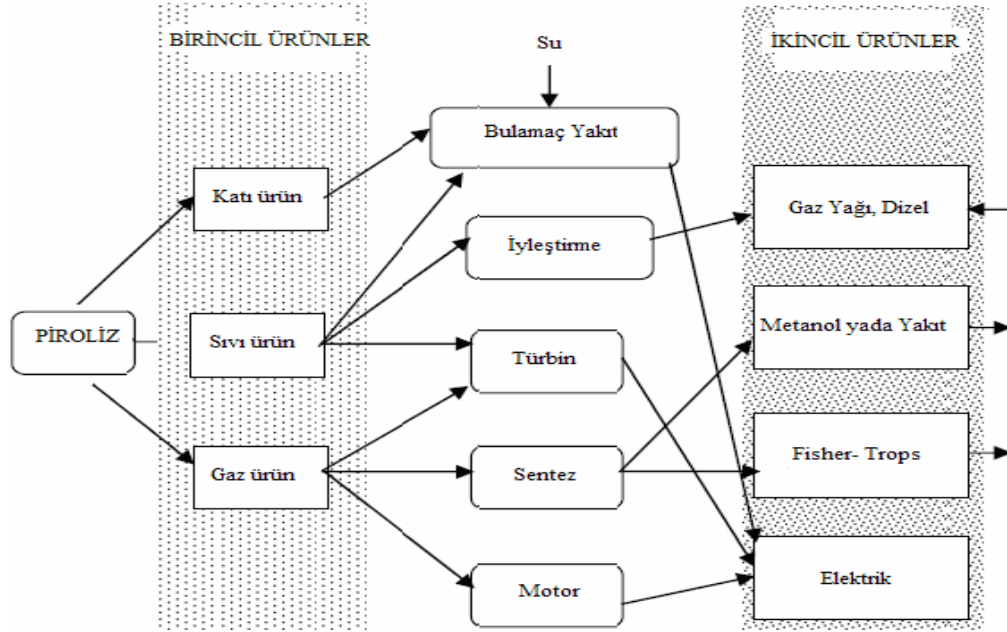 BİRİNCİL ÜRÜNLER
Su
İKİNCİL ÜRÜNLER
Bulamaç Yakıt
Katı ürün
Gaz Yağı, Dizel
İyleştirme
PİROLİZ
Sıvı ürün
Türbin
Metanol yada Yakıt
Gaz ürün
Sentez
Fisher- Trops
Motor
Elektrik